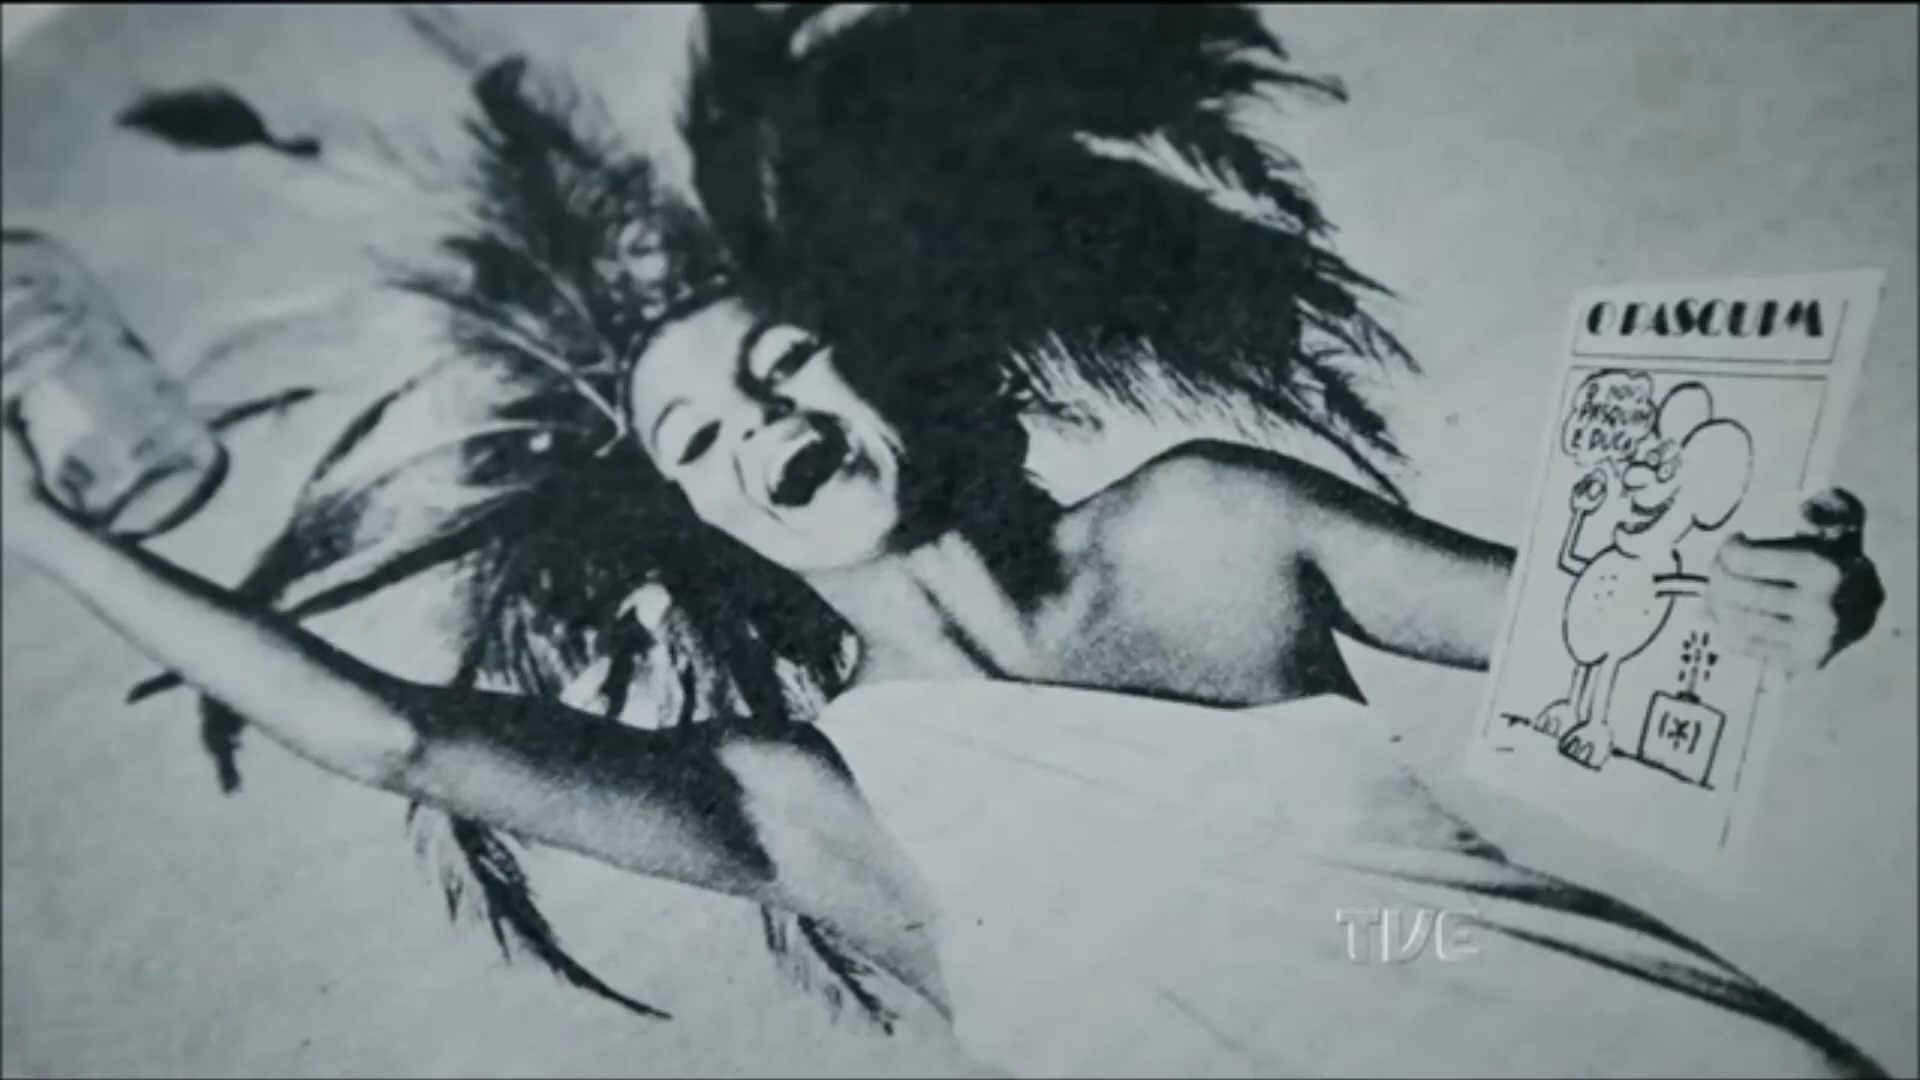 O PASQUIM
O NOVO
PASQUIM
É DUCA!
(*)
TVE